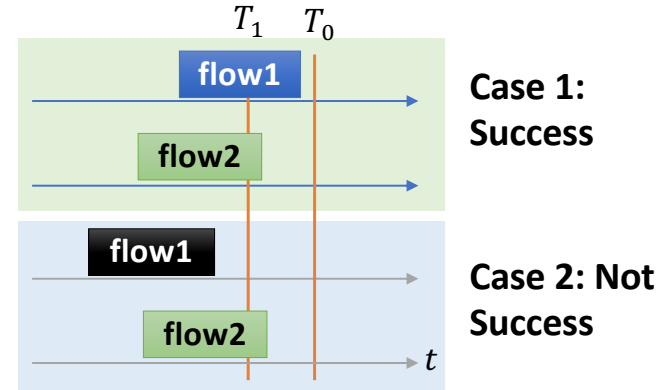 T₁ T₀
flow1
Case 1:
Success
flow2
flow1
Case 2: Not
Success
flow2
t